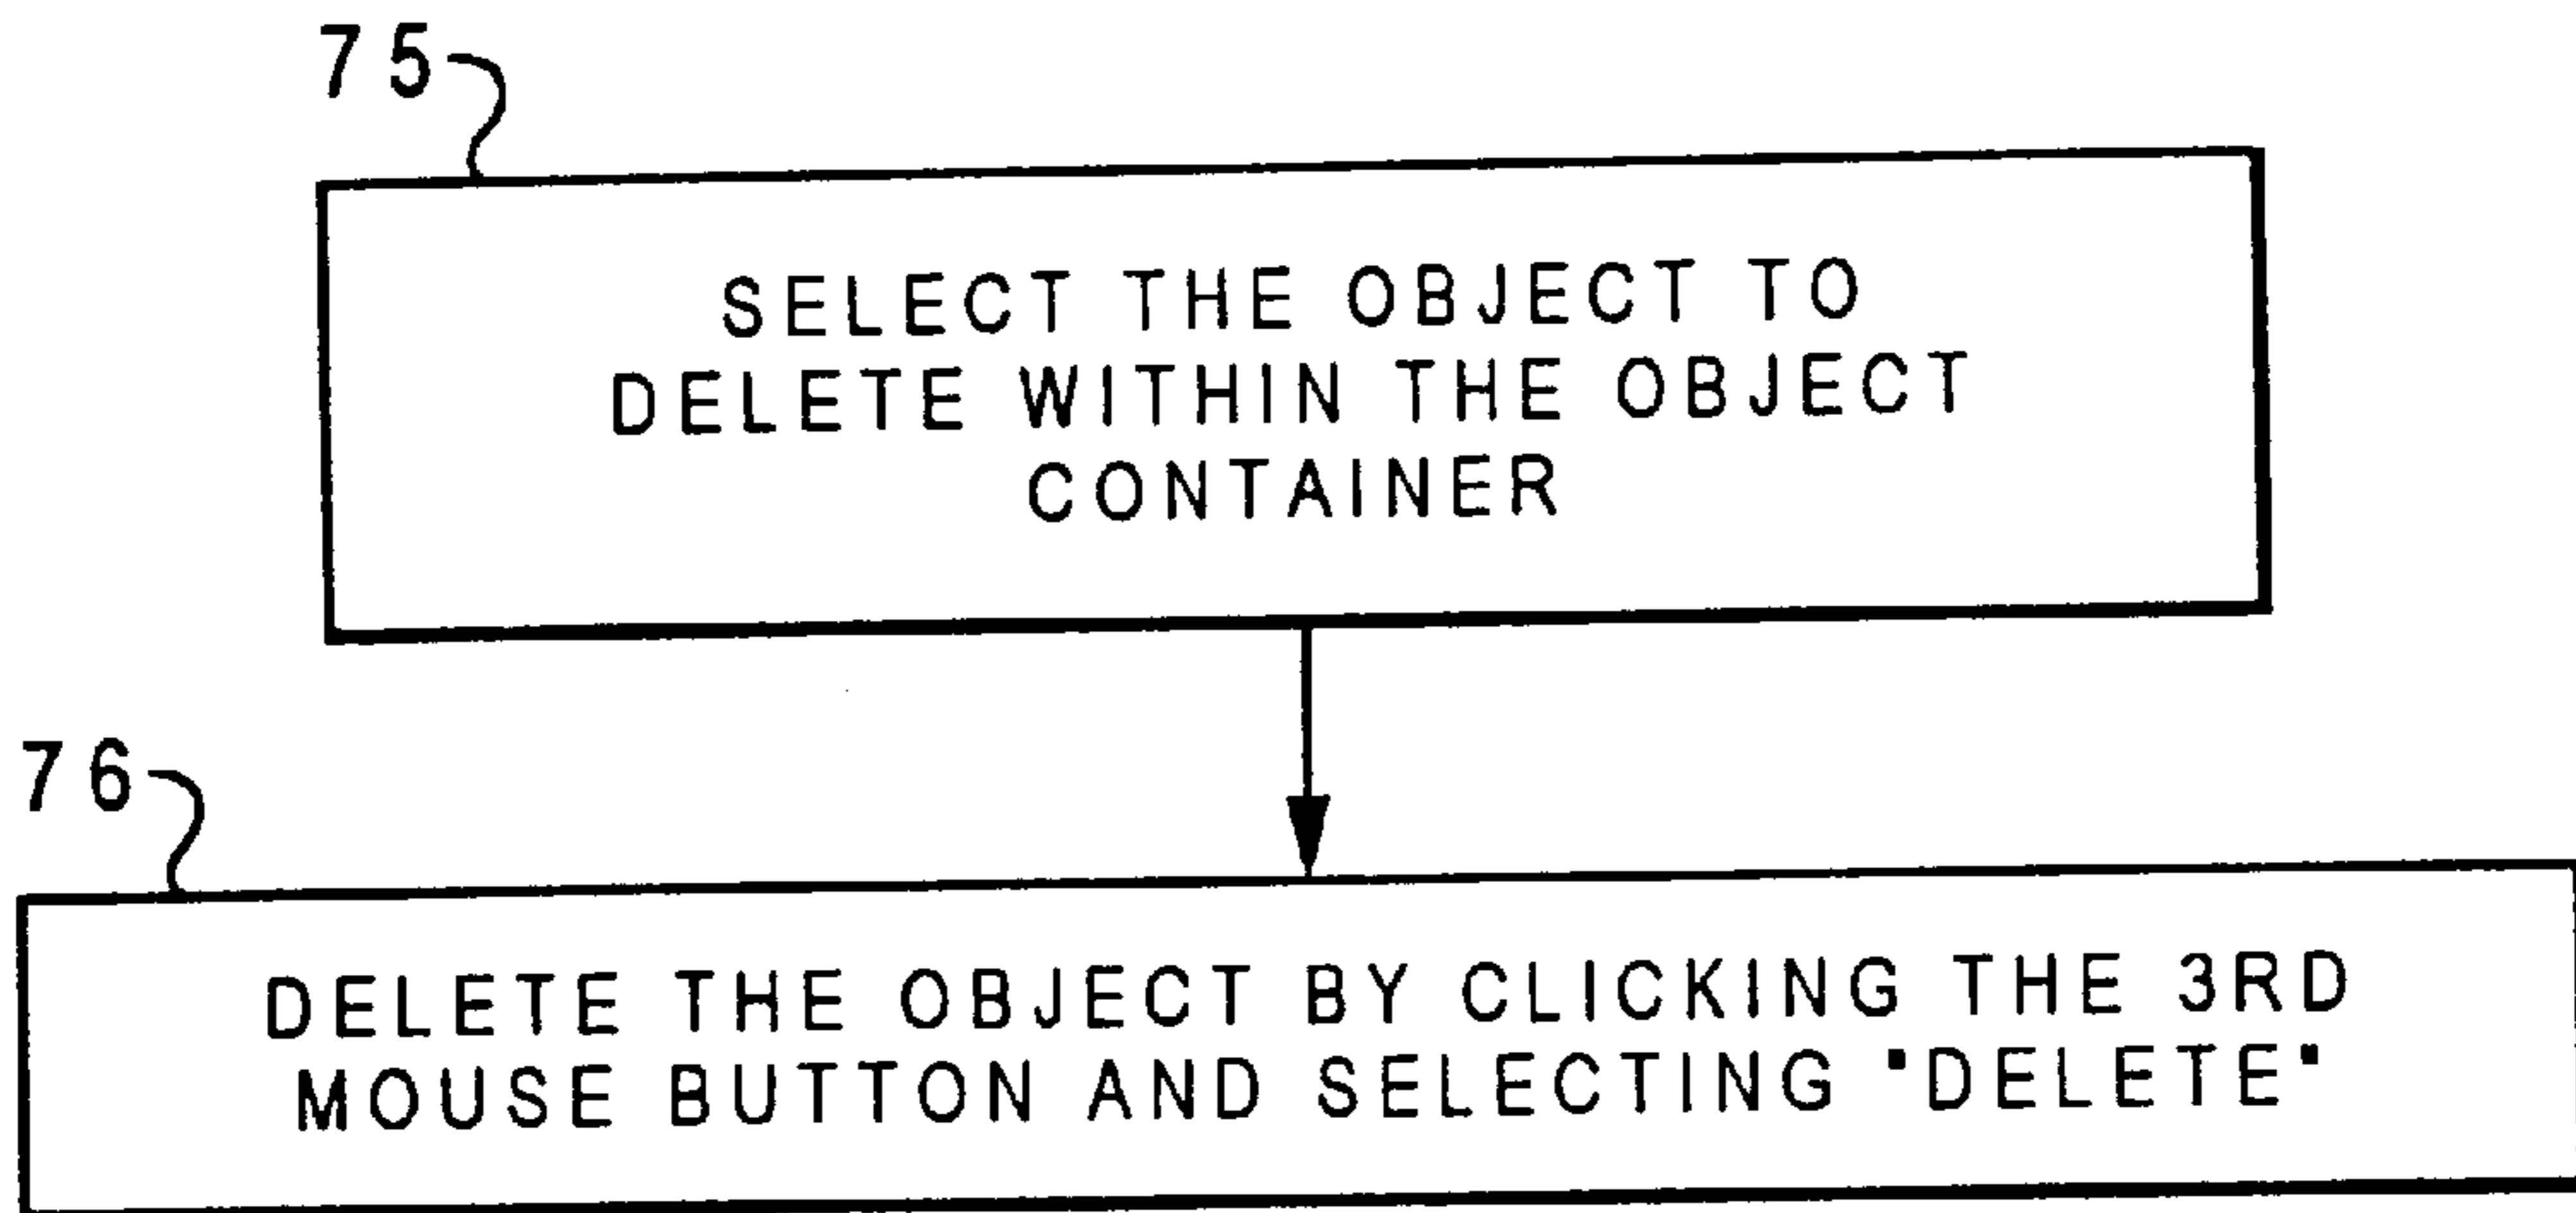 75
SELECT THE OBJECT TO
DELETE WITHIN THE OBJECT
CONTAINER
76
DELETE THE OBJECT BY CLICKING THE 3RD
MOUSE BUTTON AND SELECTING "DELETE"